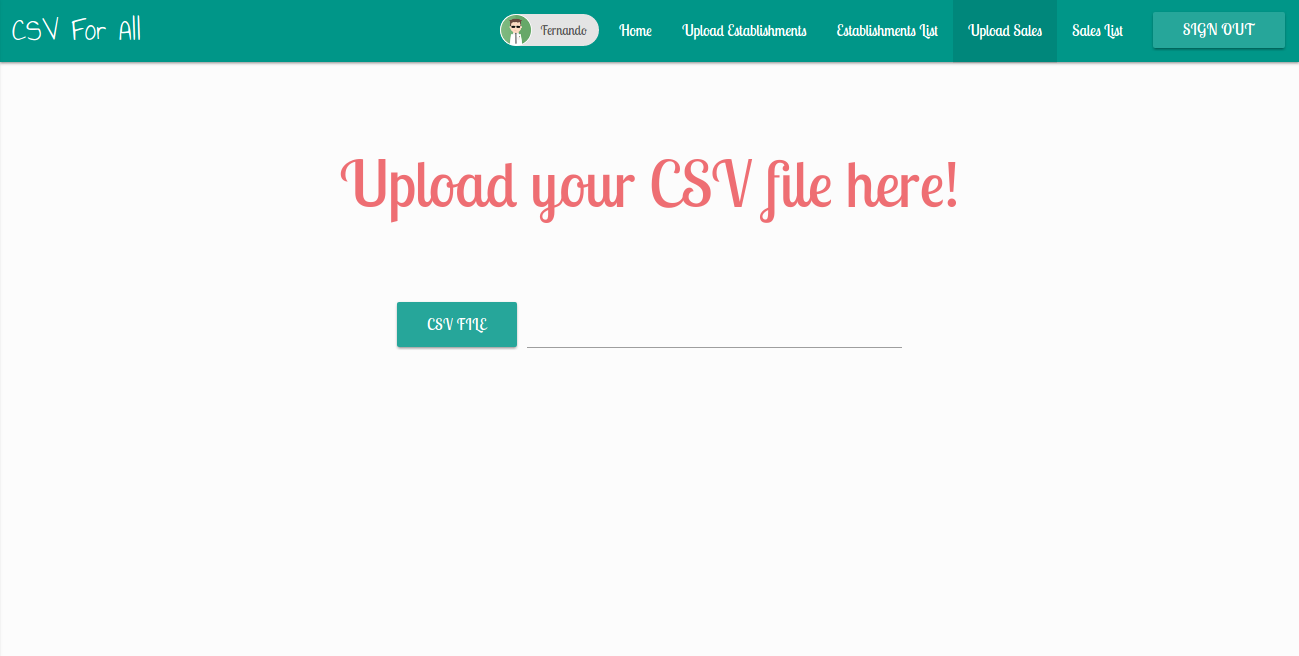 CSV For All
Fernando
Home
Upload Establishments
Establishments List
Upload Sales
Sales List
SIGN OUT
Upload your CSV file here!
CSV FILE